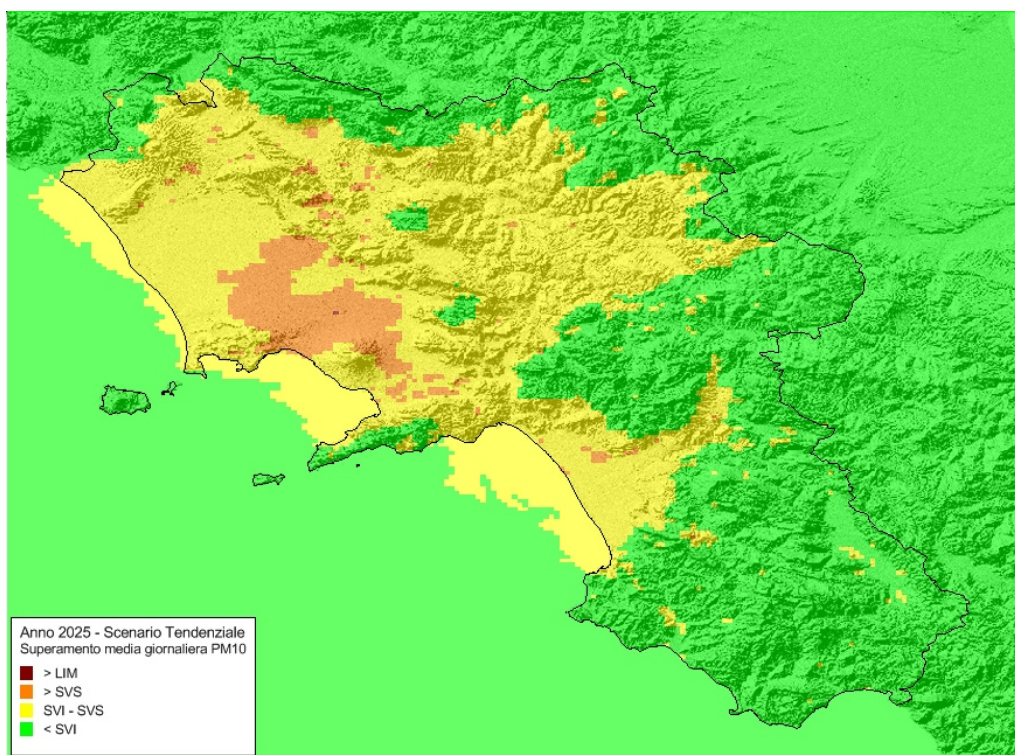 Anno 2025 - Scenario Tendenziale
Superamento media giornaliera PM10
> LIM
> SVS
SVI - SVS
< SVI